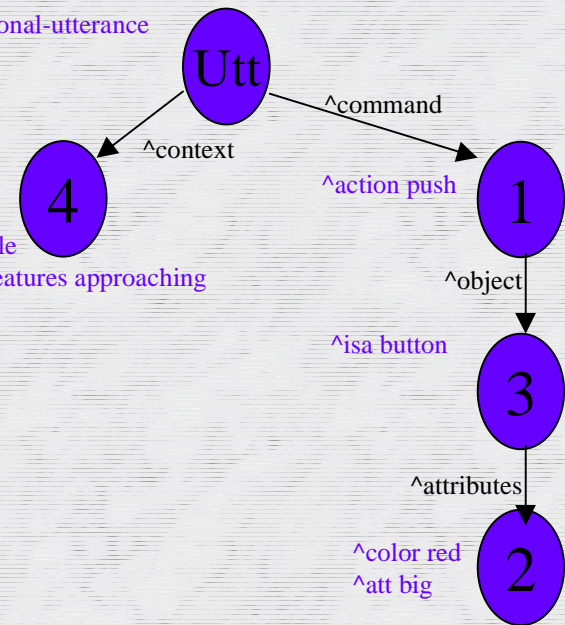 onal-utterance
Utt
^command
^context
^action push
4
1
le
eatures approaching
^object
^isa button
3
^attributes
^color red
^att big
2